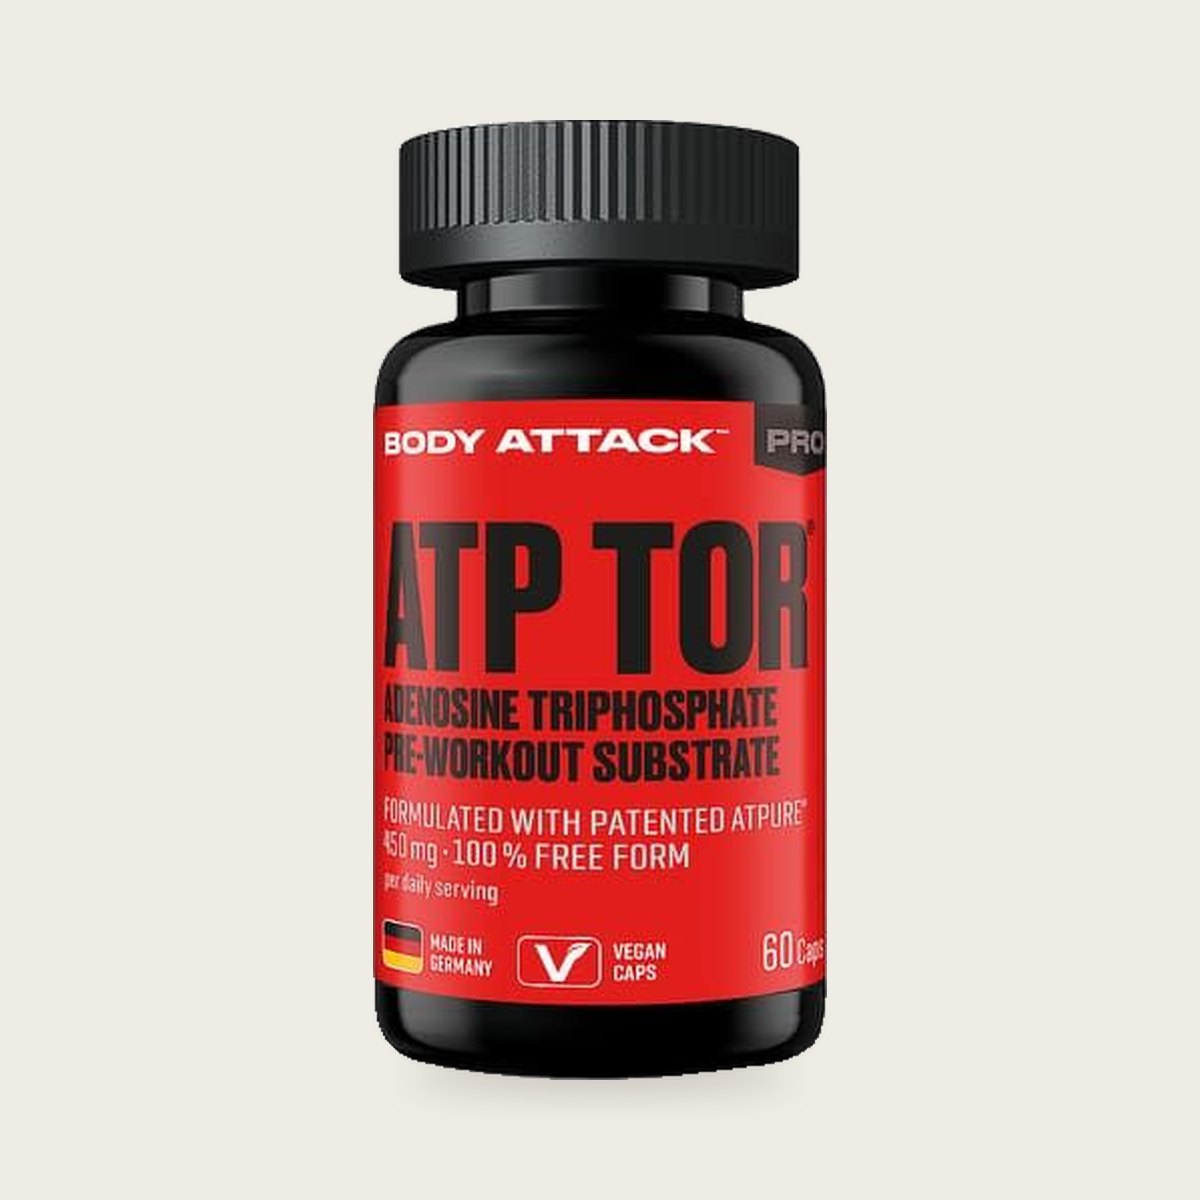 BODY ATTACK™
PRO
ATP TOR®
ADENOSINE TRIPHOSPHATE
PRE-WORKOUT SUBSTRATE
FORMULATED WITH PATENTED ATPURE®
450 mg · 100 % FREE FORM
per daily serving
MADE IN
GERMANY
V
VEGAN
CAPS
60 Caps